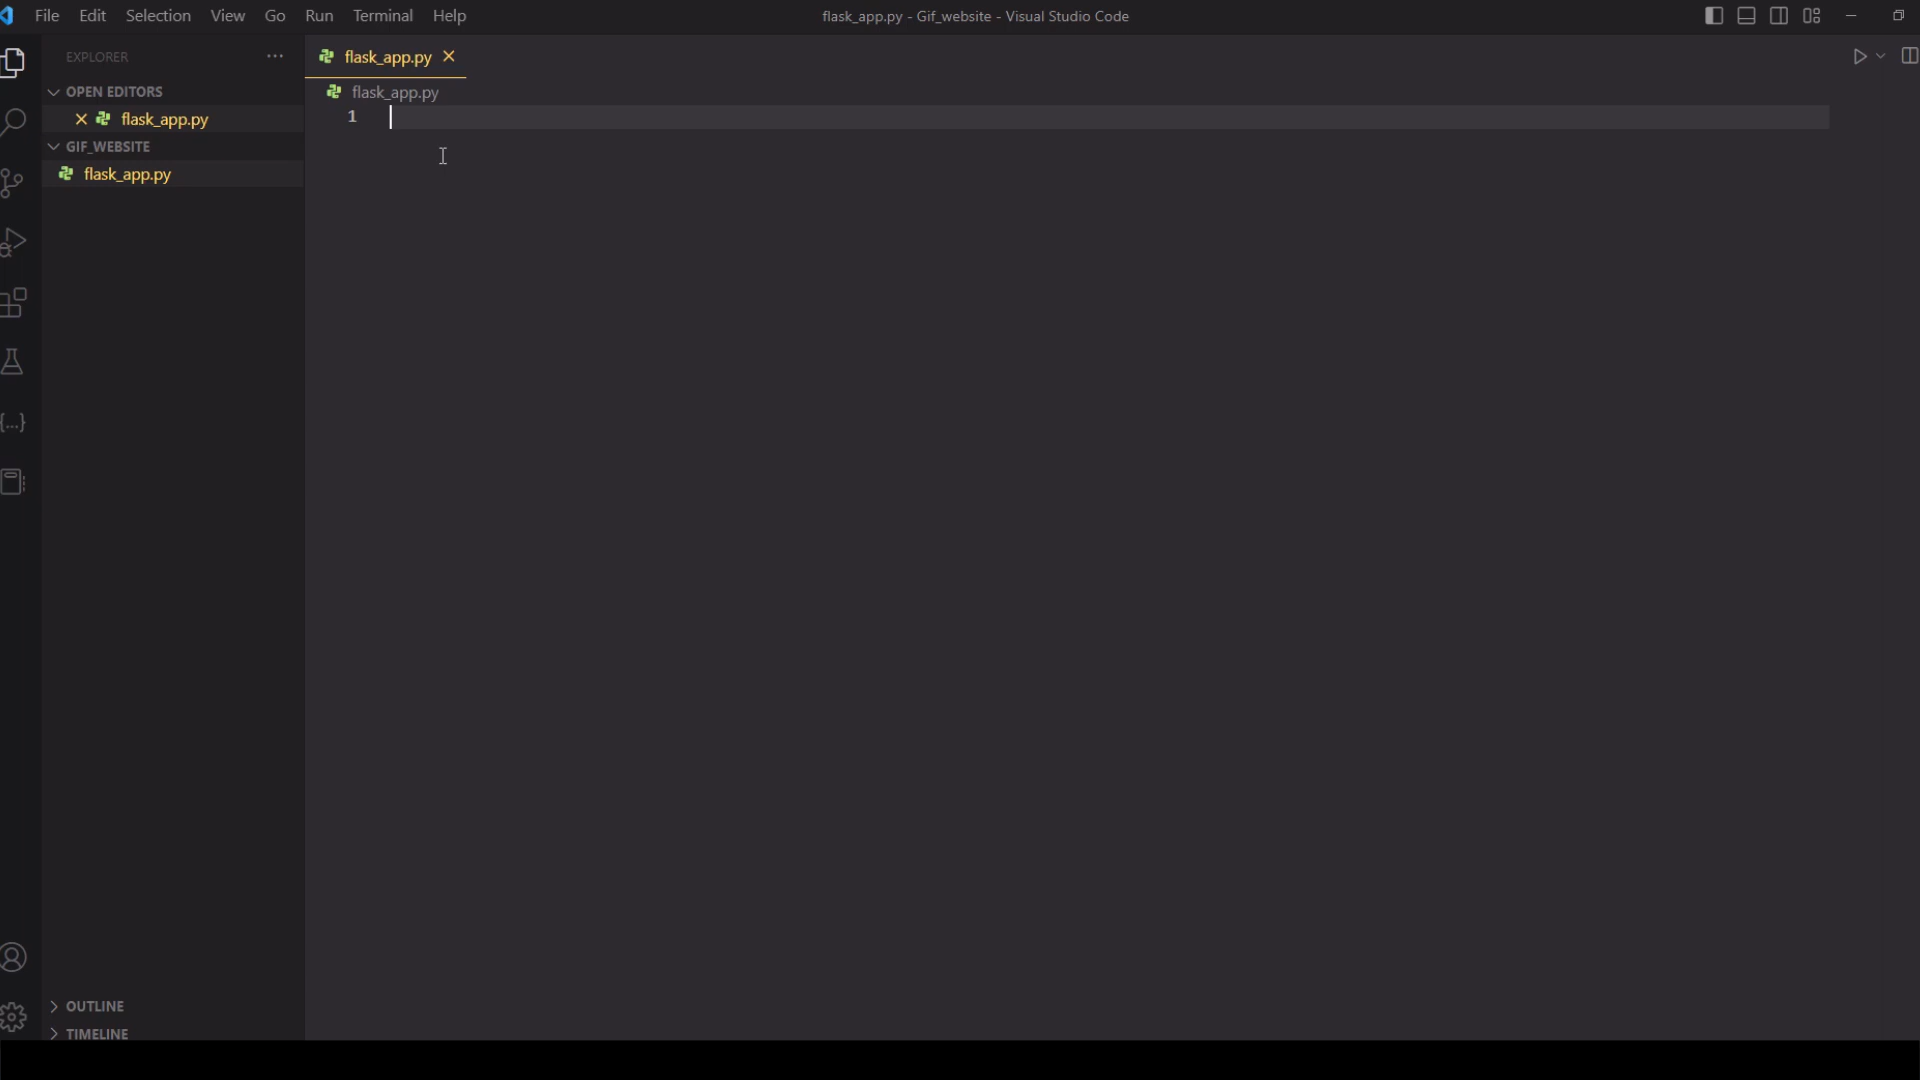 File Edit Selection View Go Run Terminal Help
flask_app.py - Gif_website - Visual Studio Code
EXPLORER
flask_app.py
OPEN EDITORS
flask_app.py
flask_app.py
1
GIF_WEBSITE
flask_app.py
OUTLINE
TIMELINE